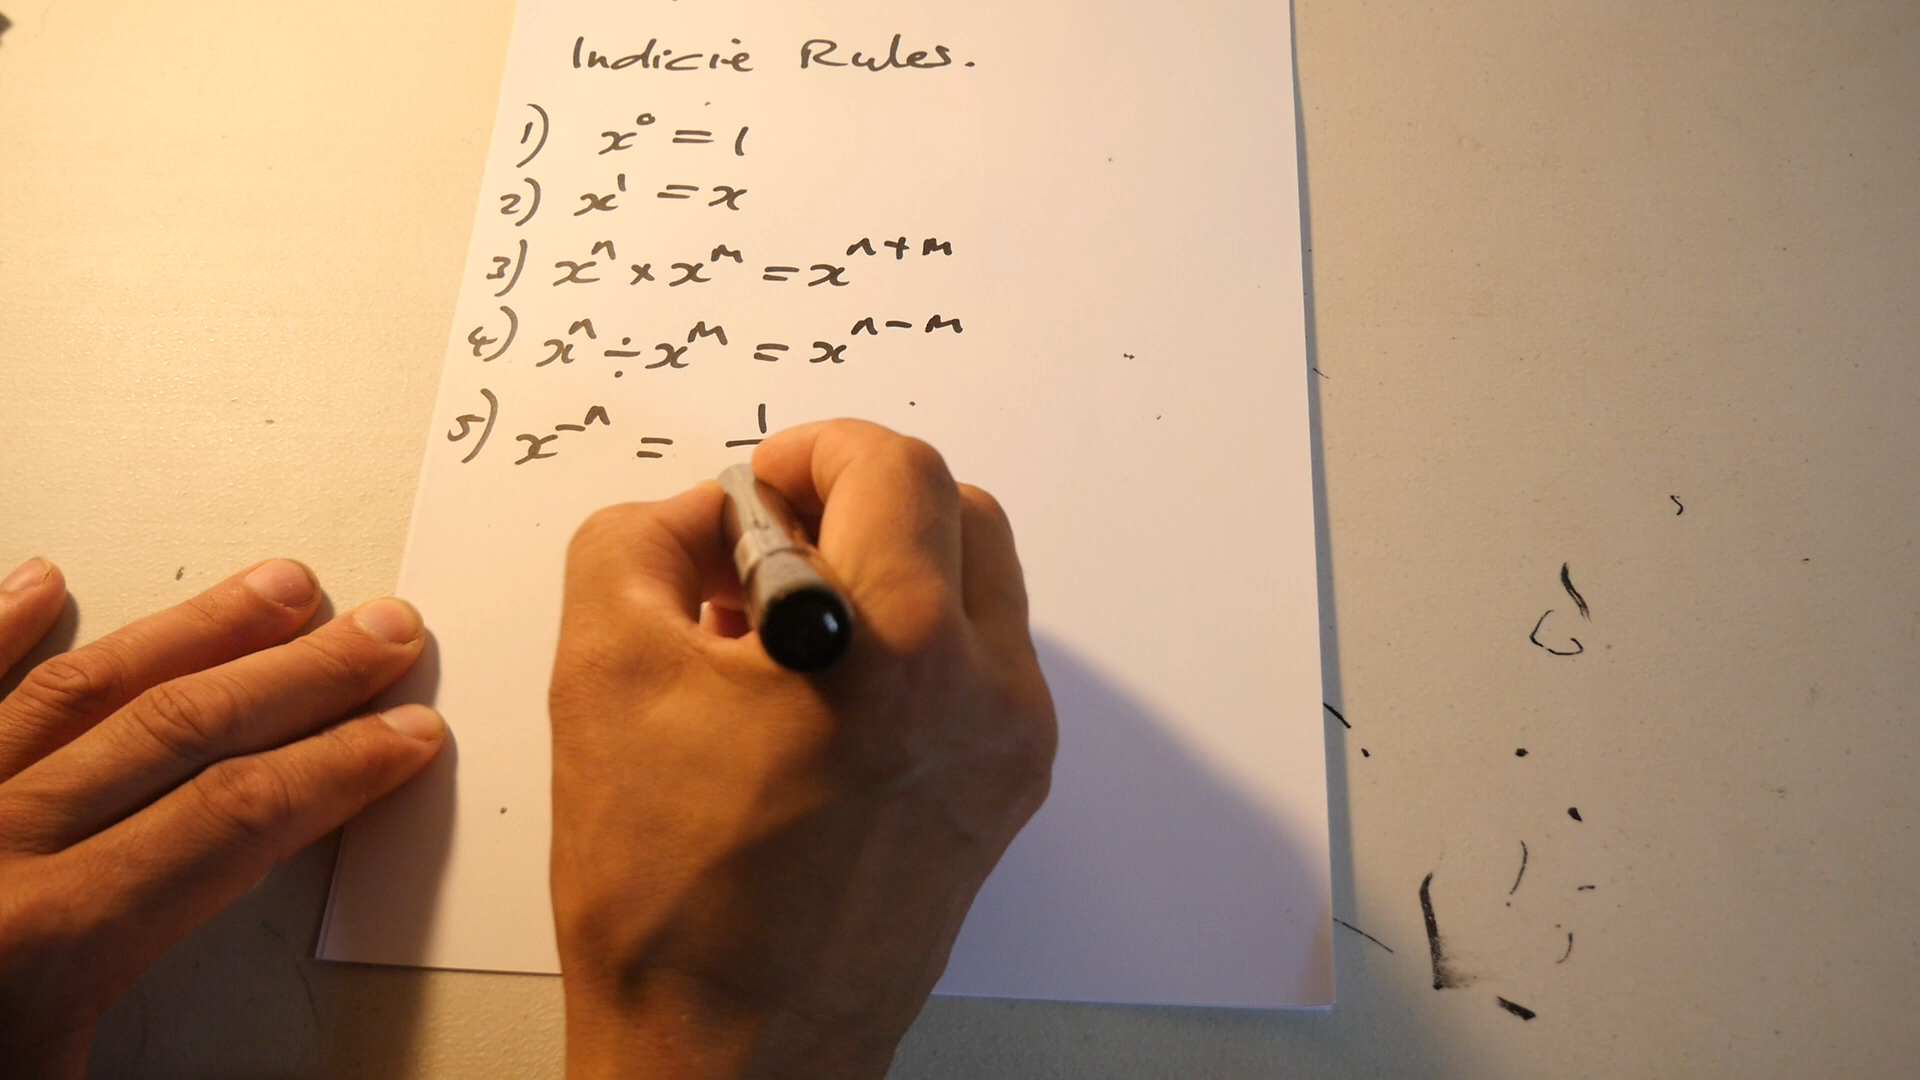 Indicie Rules.
1) x⁰ = 1
2) x¹ = x
3) xⁿ × xᵐ = xⁿ⁺ᵐ
4) xⁿ ÷ xᵐ = xⁿ⁻ᵐ
5) x⁻ⁿ = 1/